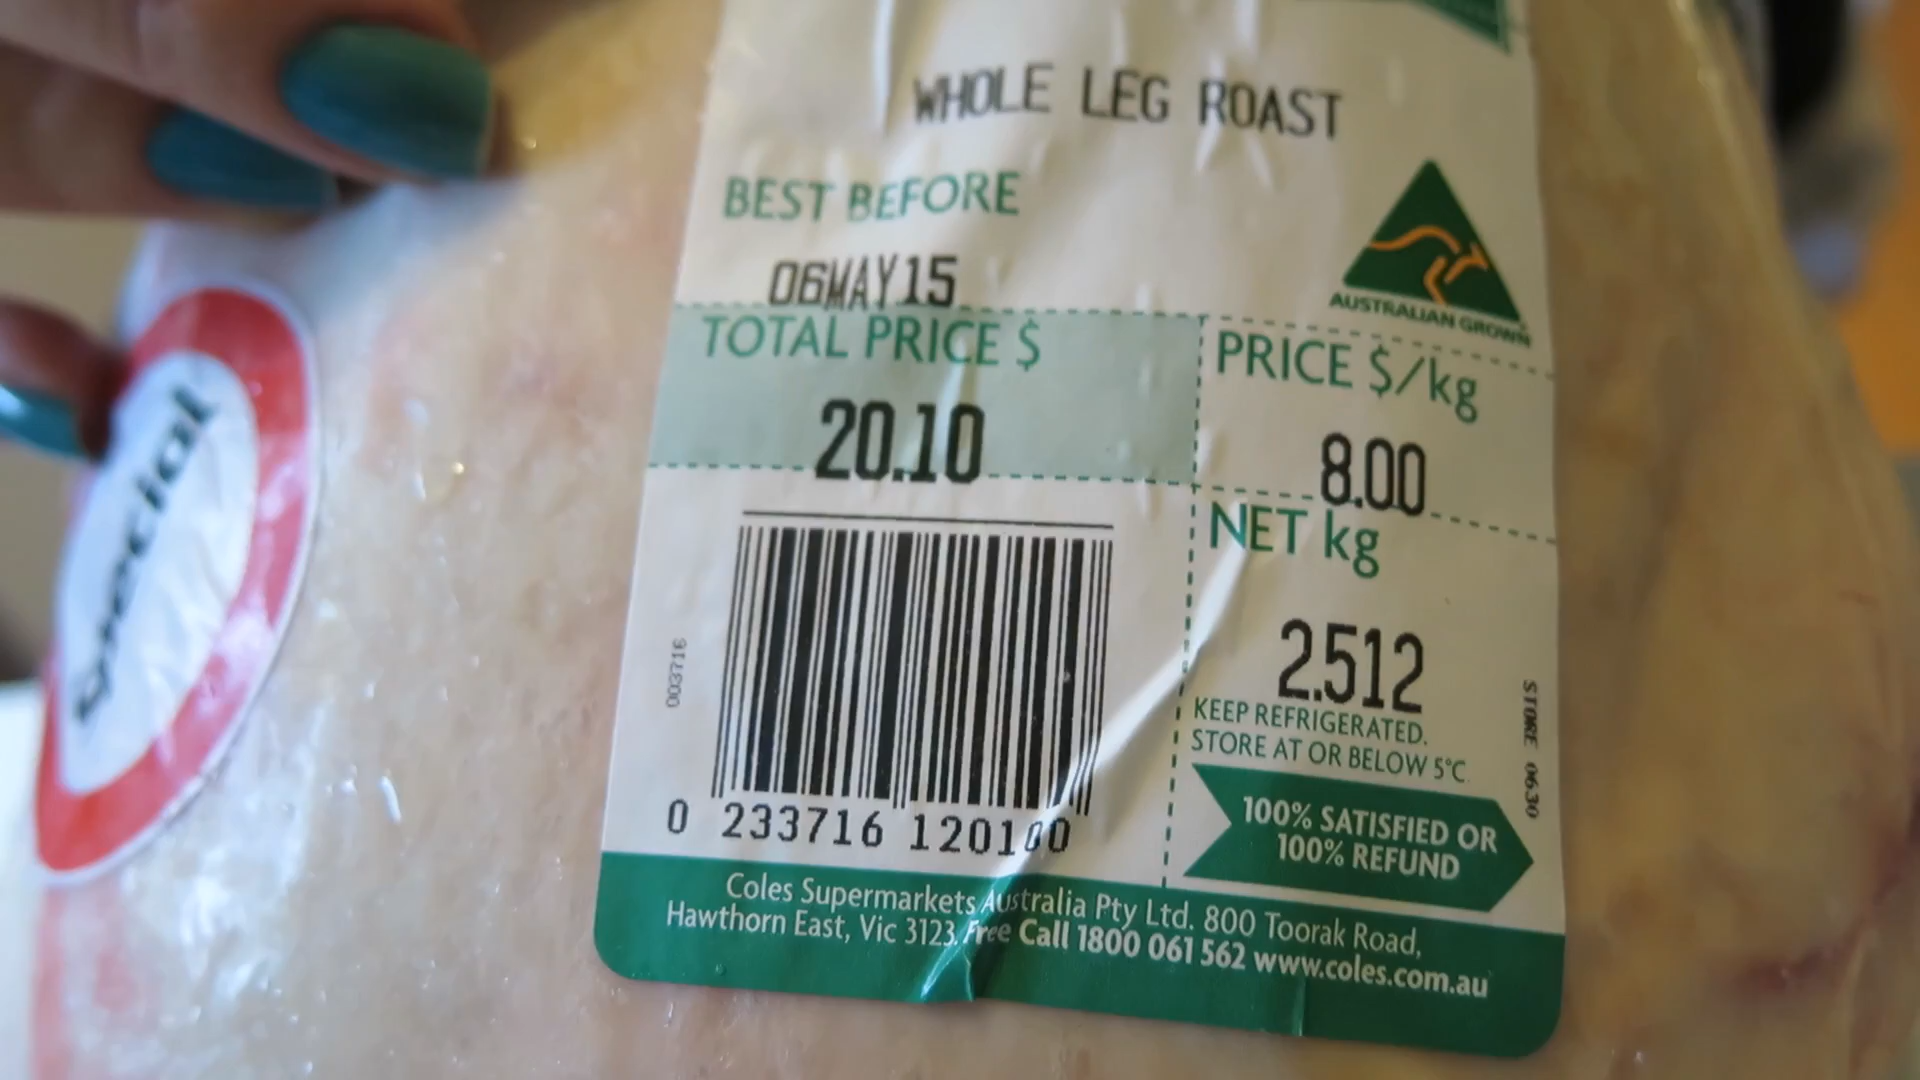 WHOLE LEG ROAST
BEST BEFORE
06MAY15
AUSTRALIAN GROWN
TOTAL PRICE $
20.10
PRICE $/kg
8.00
NET kg
2.512
KEEP REFRIGERATED.
STORE AT OR BELOW 5°C.
STORE 0630
003716
0 233716 120100
100% SATISFIED OR
100% REFUND
Coles Supermarkets Australia Pty Ltd. 800 Toorak Road,
Hawthorn East, Vic 3123. Free Call 1800 061 562 www.coles.com.au
Special